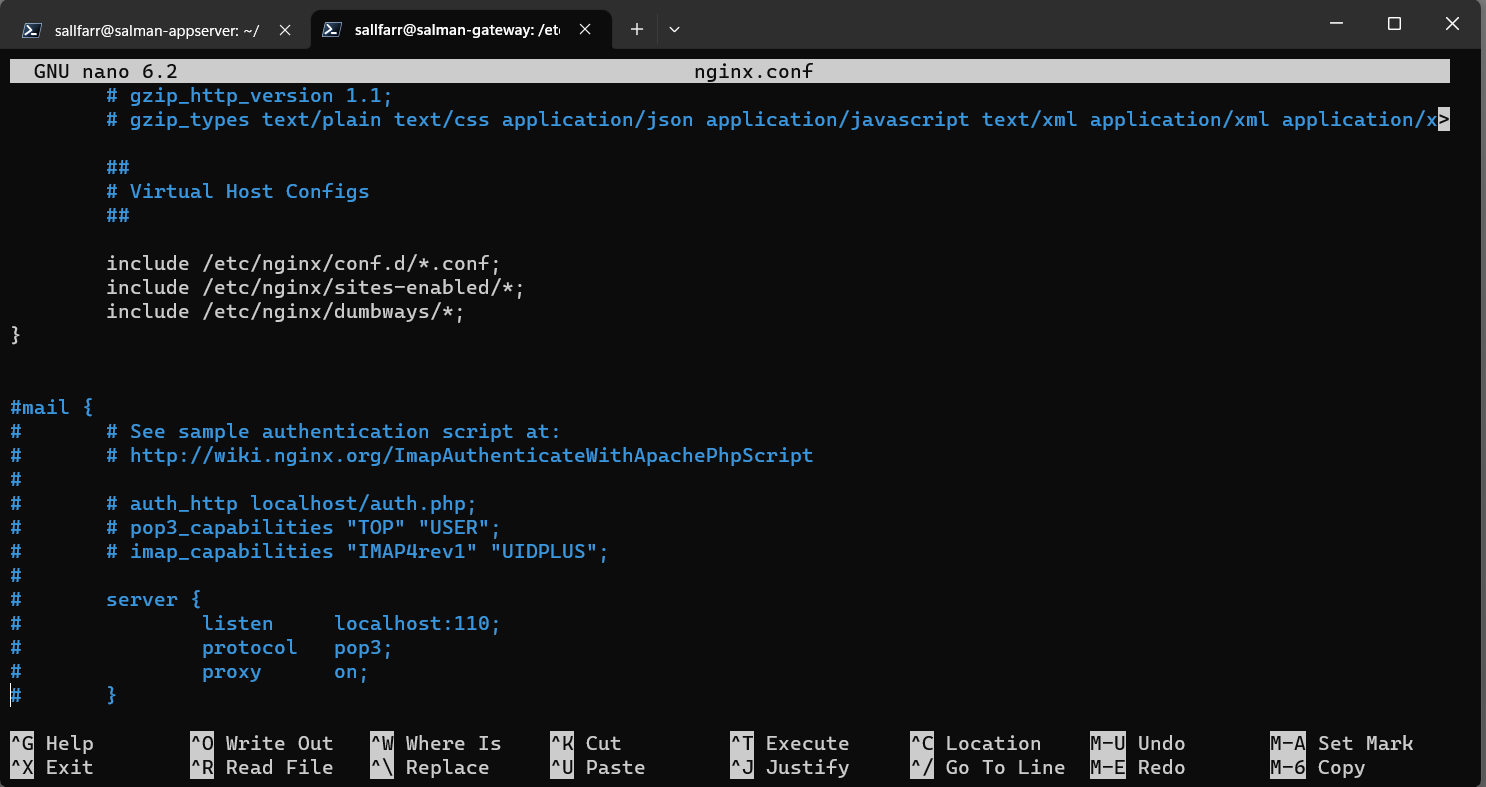 sallfarr@salman-appserver: ~/
sallfarr@salman-gateway: /et
GNU nano 6.2 nginx.conf
# gzip_http_version 1.1;
# gzip_types text/plain text/css application/json application/javascript text/xml application/xml application/x>
##
# Virtual Host Configs
##
include /etc/nginx/conf.d/*.conf;
include /etc/nginx/sites-enabled/*;
include /etc/nginx/dumbways/*;
}
#mail {
# # See sample authentication script at:
# # http://wiki.nginx.org/ImapAuthenticateWithApachePhpScript
#
# # auth_http localhost/auth.php;
# # pop3_capabilities "TOP" "USER";
# # imap_capabilities "IMAP4rev1" "UIDPLUS";
#
# server {
# listen localhost:110;
# protocol pop3;
# proxy on;
# }
^G Help ^O Write Out ^W Where Is ^K Cut ^T Execute ^C Location M-U Undo M-A Set Mark
^X Exit ^R Read File ^\ Replace ^U Paste ^J Justify ^/ Go To Line M-E Redo M-6 Copy